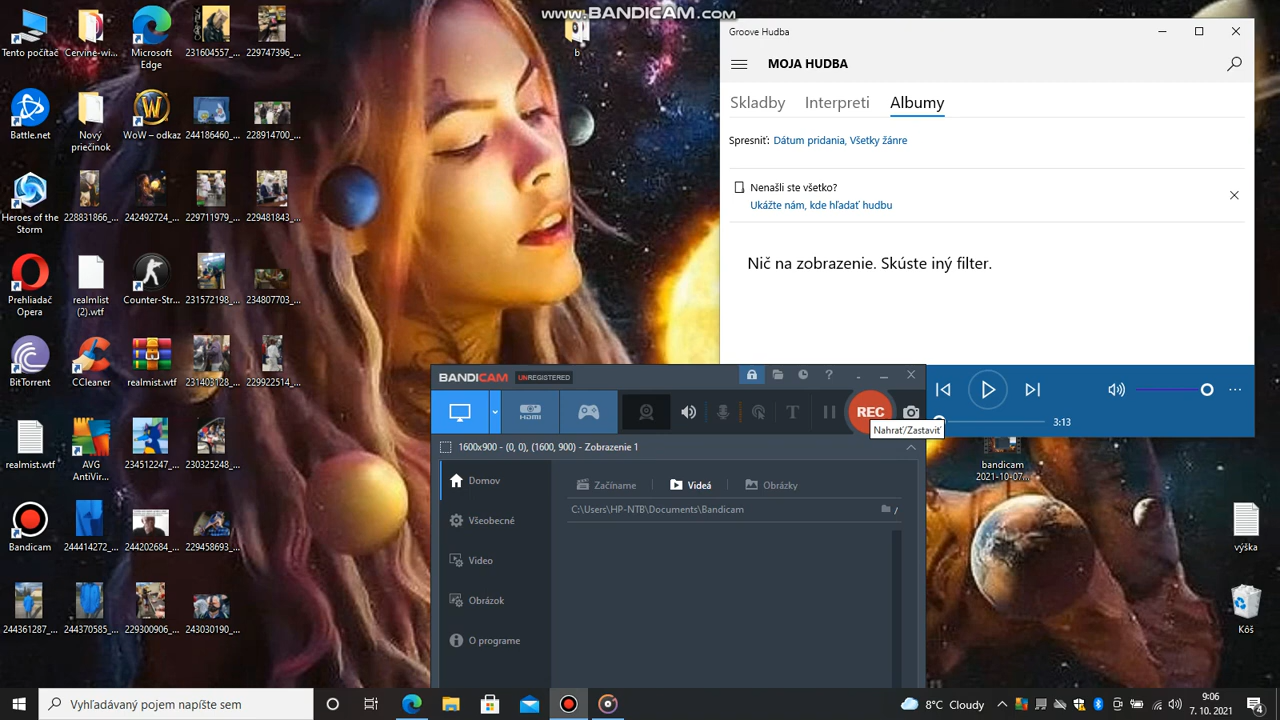 www.BANDICAM.com
Tento počítač
Cervíné-wi...
Microsoft Edge
231604557_...
229747396_...
b
Battle.net
Nový priečinok
WoW – odkaz
244186460_...
228914700_...
Heroes of the Storm
228831866_...
242492724_...
229711979_...
229481843_...
Prehliadač Opera
realmlist (2).wtf
Counter-Str...
231572198_...
234807703_...
BitTorrent
CCleaner
realmist.wtf
231403128_...
229922514_...
realmlist.wtf
AVG AntiVir...
234512247_...
230325248_...
Bandicam
244414272_...
244202684_...
229458693_...
244361287_...
244370585_...
229300906_...
243030190_...
Groove Hudba
MOJA HUDBA
Skladby Interpreti Albumy
Spresniť: Dátum pridania, Všetky žánre
Nenašli ste všetko?
Ukážte nám, kde hľadať hudbu
Nič na zobrazenie. Skúste iný filter.
3:13
BANDICAM UNREGISTERED
HDMI
T
REC
Nahrať/Zastaviť
1600x900 - (0, 0), (1600, 900) - Zobrazenie 1
Domov
Všeobecné
Video
Obrázok
O programe
Začíname Videá Obrázky
C:\Users\HP-NTB\Documents\Bandicam /
bandicam
2021-10-07...
výška
Kôš
Vyhľadávaný pojem napíšte sem
8°C Cloudy
9:06
7. 10. 2021
4